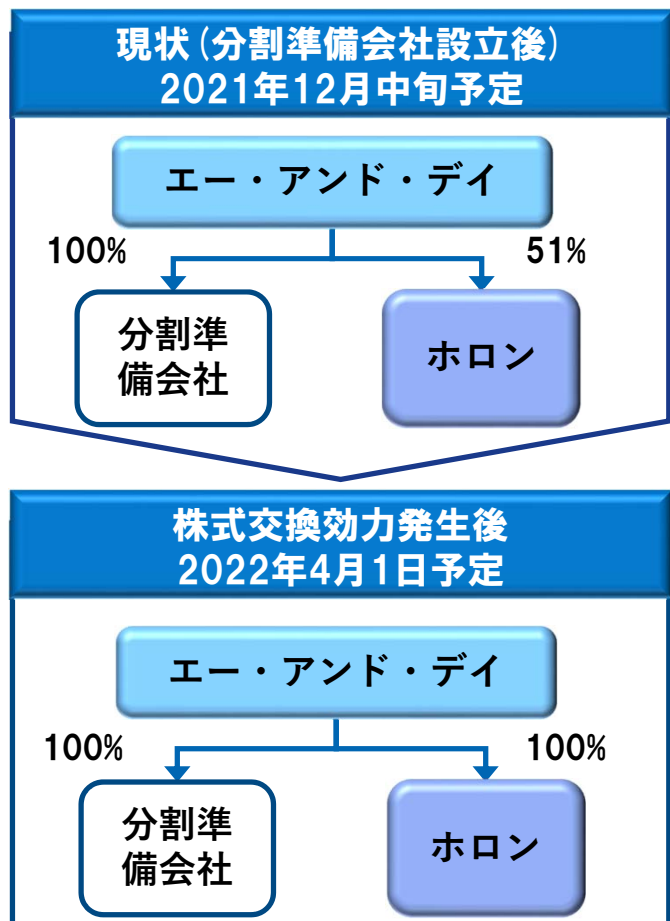 現状(分割準備会社設立後)
2021年12月中旬予定
エー・アンド・デイ
100%
51%
分割準
備会社
ホロン
株式交換効力発生後
2022年4月1日予定
エー・アンド・デイ
100%
100%
分割準
備会社
ホロン